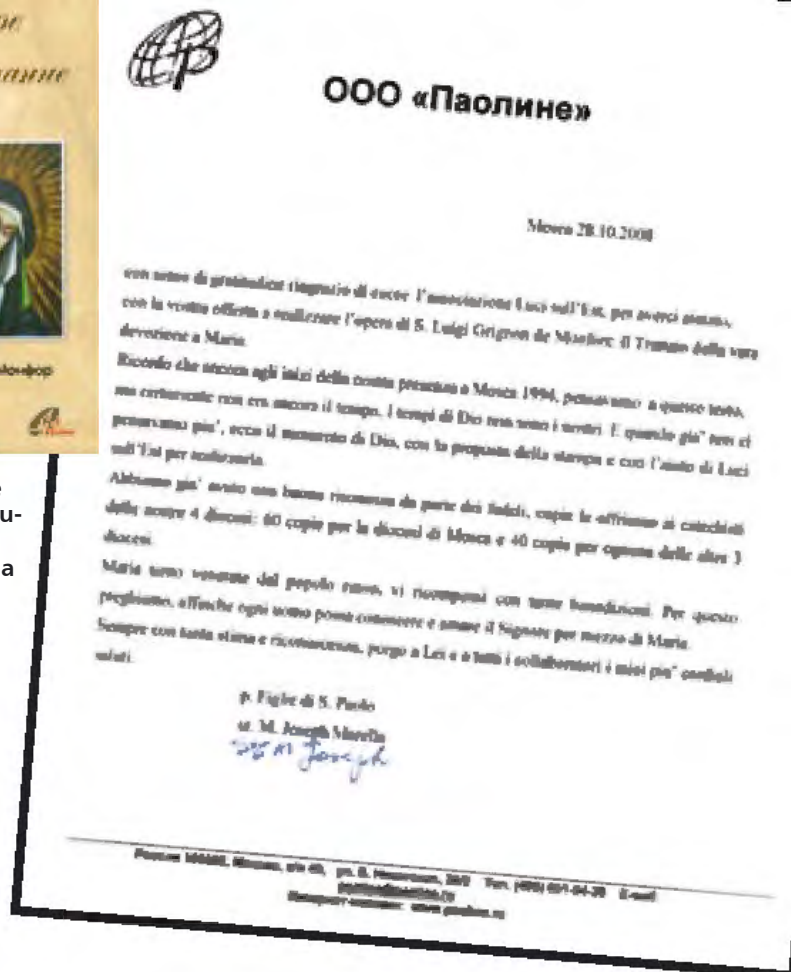 ООО «Паолине»
Mosca 28.10.2008
con senso di gratitudine ringrazio di cuore l'associazione Luci sull'Est, per averci aiutato,
con la vostra offerta a realizzare l'opera di S. Luigi Grignon de Monfort: il Trattato della vera
devozione a Maria.
Ricordo che ancora agli inizi della nostra presenza a Mosca 1994, pensavamo a questo testo,
ma certamente non era ancora il tempo. I tempi di Dio non sono i nostri. E quando gia' non ci
pensavamo piu', ecco il momento di Dio, con la proposta della stampa e con l'aiuto di Luci
sull'Est per realizzarla.
Abbiamo gia' avuto una buona risonanza da parte dei fedeli, copie le offriamo ai catechisti
delle nostre 4 diocesi: 60 copie per la diocesi di Mosca e 40 copie per ognuna delle altre 3
diocesi.
Maria tanto venerata dal popolo russo, vi ricompensi con tante benedizioni. Per questo
preghiamo, affinche ogni uomo possa conoscere e amare il Signore per mezzo di Maria.
Sempre con tanta stima e riconoscenza, porgo a Lei e a tutti i collaboratori i miei piu' cordiali
saluti.
p. Figlie di S. Paolo
sr. M. Joseph
M Joseph